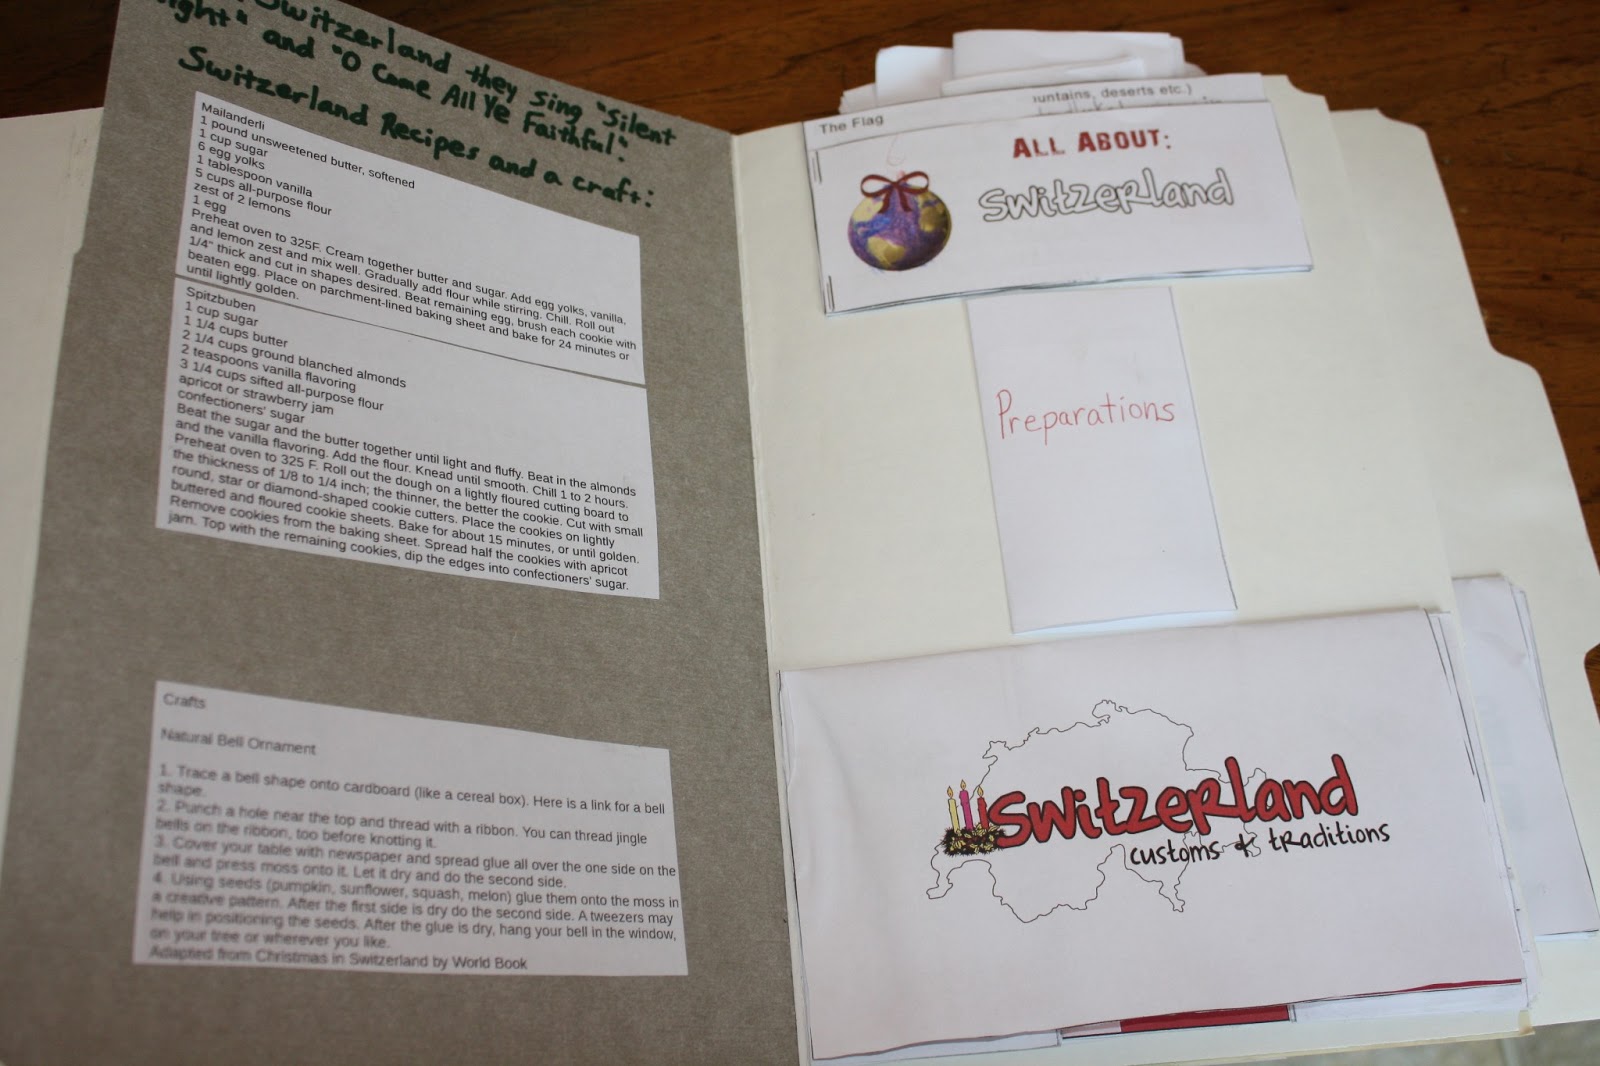 Switzerland they sing "Silent
Night" and "O Come All Ye Faithful".
Switzerland Recipes and a craft:
Mailanderli
1 pound unsweetened butter, softened
1 cup sugar
6 egg yolks
1 tablespoon vanilla
5 cups all-purpose flour
zest of 2 lemons
1 egg
Preheat oven to 325F. Cream together butter and sugar. Add egg yolks, vanilla,
and lemon zest and mix well. Gradually add flour while stirring. Chill. Roll out
1/4" thick and cut in shapes desired. Beat remaining egg, brush each cookie with
beaten egg. Place on parchment-lined baking sheet and bake for 24 minutes or
until lightly golden.
Spitzbuben
1 cup sugar
1 1/4 cups butter
2 1/4 cups ground blanched almonds
2 teaspoons vanilla flavoring
3 1/4 cups sifted all-purpose flour
apricot or strawberry jam
confectioners' sugar
Beat the sugar and the butter together until light and fluffy. Beat in the almonds
and the vanilla flavoring. Add the flour. Knead until smooth. Chill 1 to 2 hours.
Preheat oven to 325 F. Roll out the dough on a lightly floured cutting board to
the thickness of 1/8 to 1/4 inch; the thinner, the better the cookie. Cut with small
round, star or diamond-shaped cookie cutters. Place the cookies on lightly
buttered and floured cookie sheets. Bake for about 15 minutes, or until golden.
Remove cookies from the baking sheet. Spread half the cookies with apricot
jam. Top with the remaining cookies, dip the edges into confectioners' sugar.
Crafts
Natural Bell Ornament
1. Trace a bell shape onto cardboard (like a cereal box). Here is a link for a bell
shape.
2. Punch a hole near the top and thread with a ribbon. You can thread jingle
bells on the ribbon, too before knotting it.
3. Cover your table with newspaper and spread glue all over the one side on the
bell and press moss onto it. Let it dry and do the second side.
4. Using seeds (pumpkin, sunflower, squash, melon) glue them onto the moss in
a creative pattern. After the first side is dry do the second side. A tweezers may
help in positioning the seeds. After the glue is dry, hang your bell in the window,
on your tree or wherever you like.
Adapted from Christmas in Switzerland by World Book
untains, deserts etc.)
The Flag
All About:
Switzerland
Preparations
Switzerland
customs & traditions